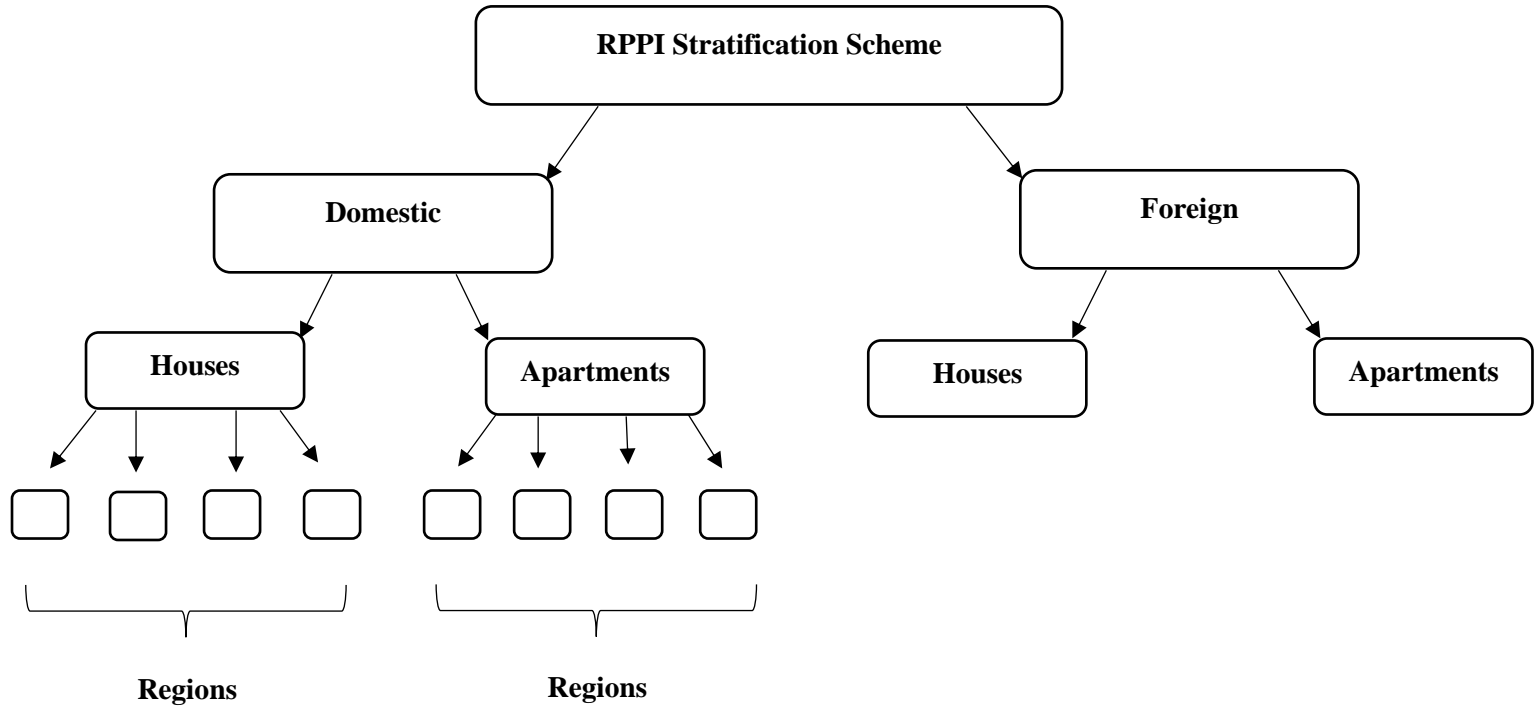 RPPI Stratification Scheme
Domestic
Foreign
Houses
Apartments
Houses
Apartments
Regions
Regions